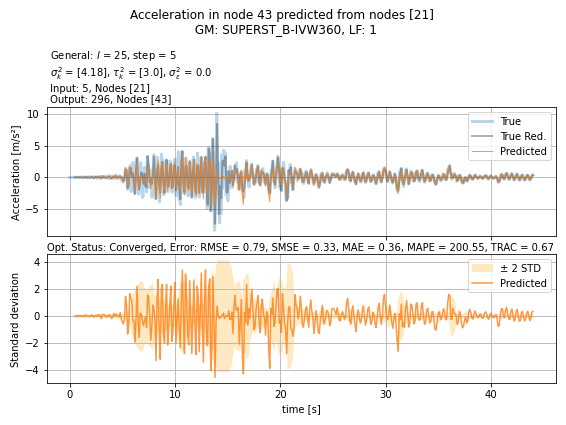 Acceleration in node 43 predicted from nodes [21]
GM: SUPERST_B-IVW360, LF: 1
General: l = 25, step = 5
σ²ₖ = [4.18], τ²ₖ = [3.0], σ²ε = 0.0
Input: 5, Nodes [21]
Output: 296, Nodes [43]
Acceleration [m/s²]
10
5
0
−5
True
True Red.
Predicted
Opt. Status: Converged, Error: RMSE = 0.79, SMSE = 0.33, MAE = 0.36, MAPE = 200.55, TRAC = 0.67
Standard deviation
4
2
0
−2
−4
± 2 STD
Predicted
0 10 20 30 40
time [s]